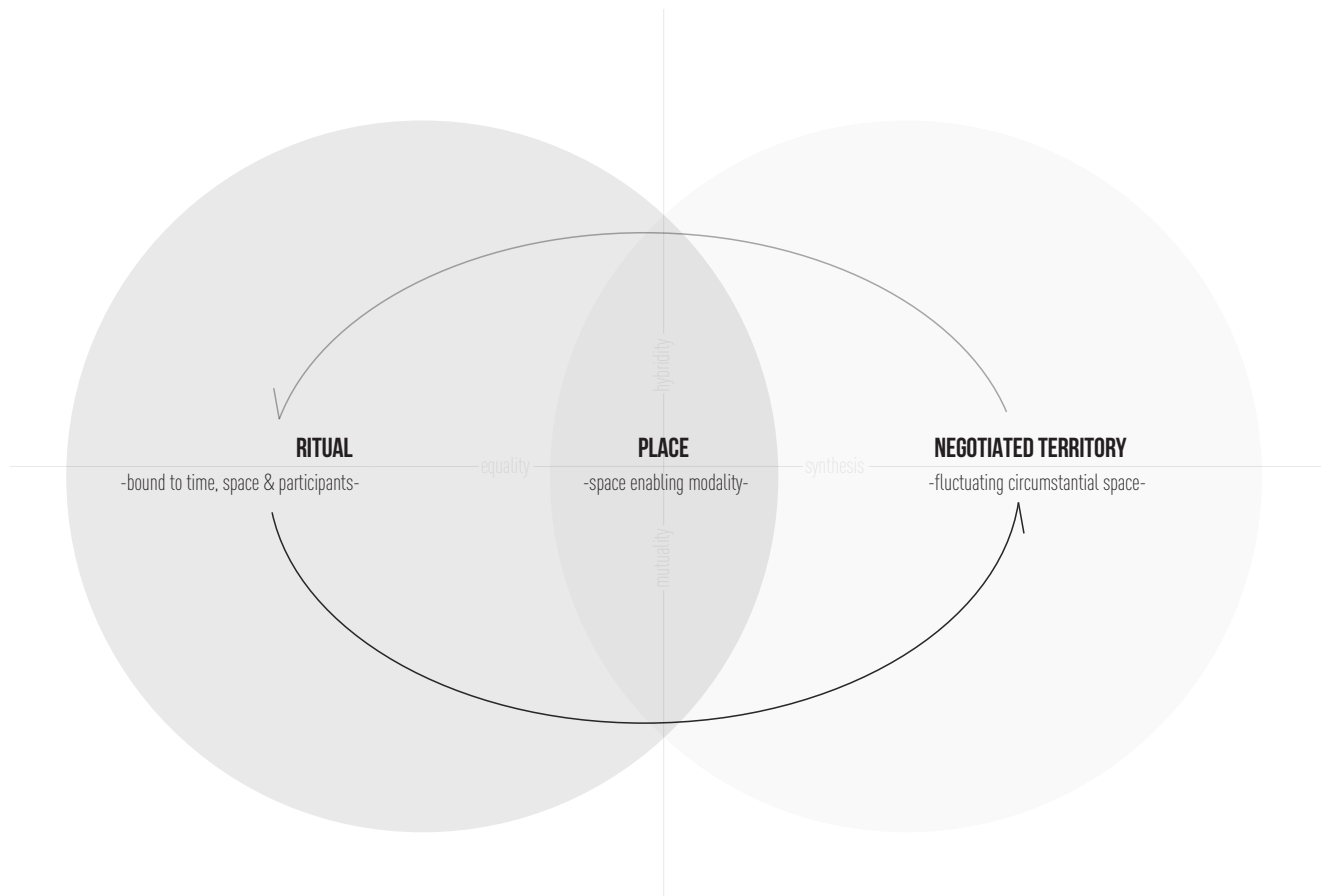 hybridity
RITUAL
-bound to time, space & participants-
equality
PLACE
-space enabling modality-
synthesis
NEGOTIATED TERRITORY
-fluctuating circumstantial space-
mutuality